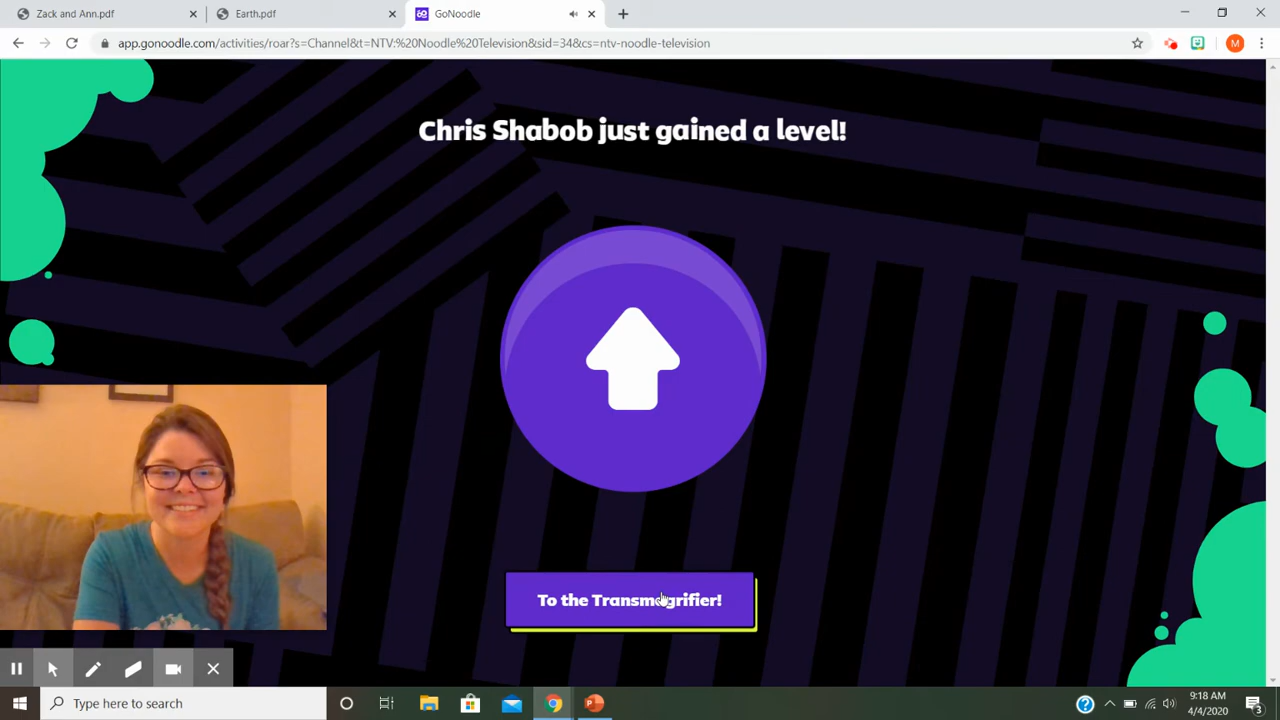 Zack and Ann.pdf
Earth.pdf
GoNoodle
app.gonoodle.com/activities/roar?s=Channel&t=NTV:%20Noodle%20Television&sid=34&cs=ntv-noodle-television
M
Chris Shabob just gained a level!
To the Transmogrifier!
Type here to search
9:18 AM
4/4/2020
3